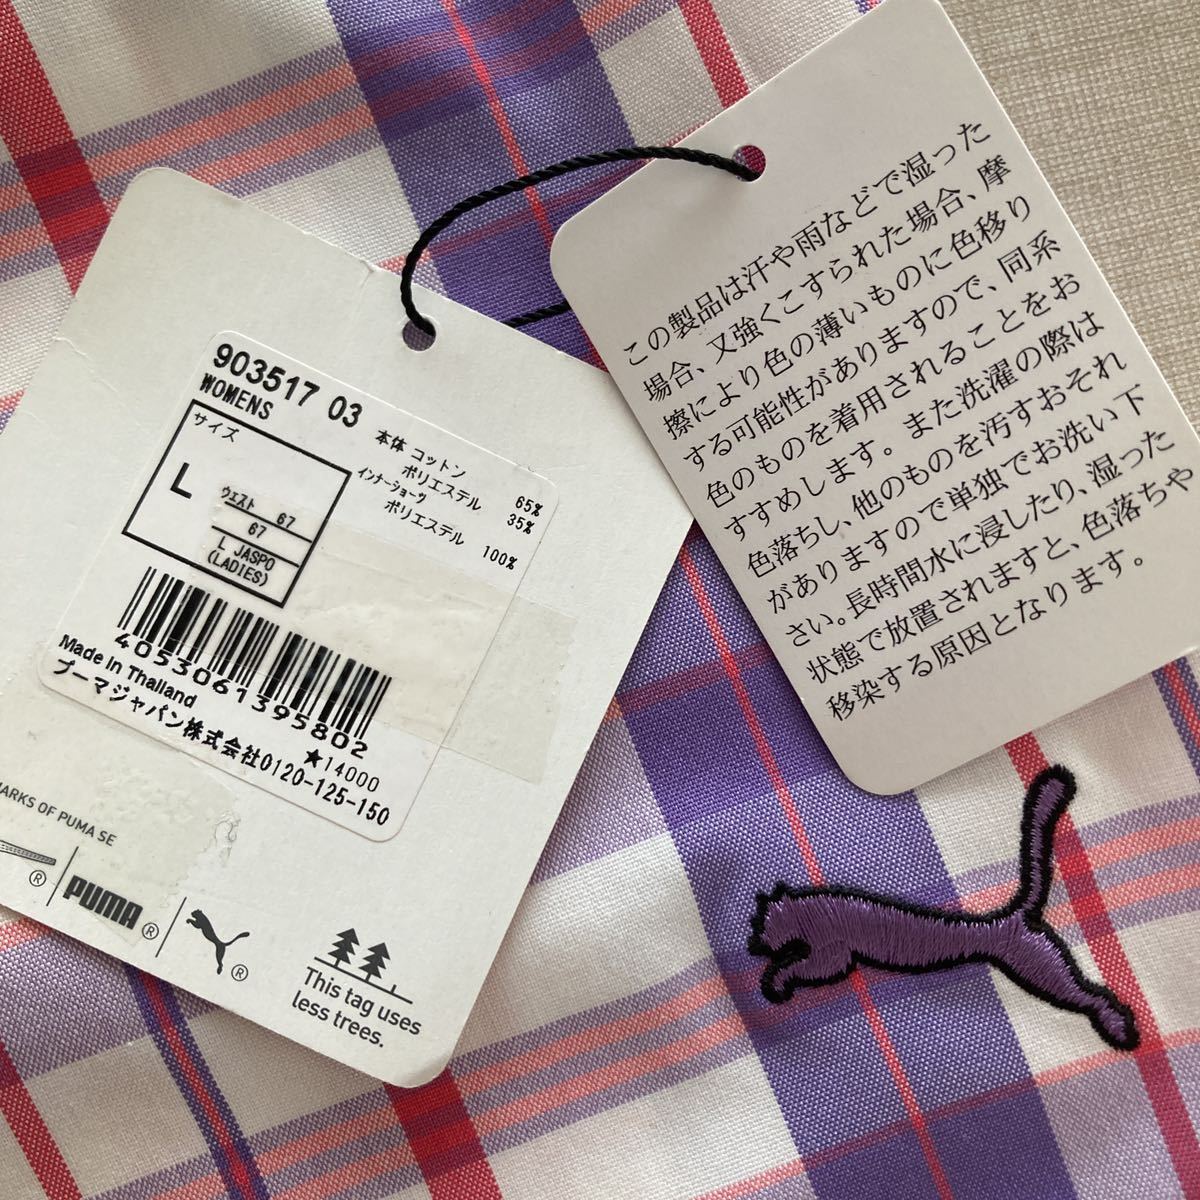 903517 03
WOMENS
サイズ
L
ウエスト 67
67
L JASPO
(LADIES)
本体 コットン 65%
ポリエステル 35%
インナーショーツ
ポリエステル 100%
4053061395802
Made in Thailand
★14000
プーマジャパン株式会社0120-125-150
MARKS OF PUMA SE
® PUMA® ®
This tag uses
less trees.
この製品は汗や雨などで湿った
場合、又強くこすられた場合、摩
擦により色の薄いものに色移り
する可能性がありますので、同系
色のものを着用されることをお
すすめします。また洗濯の際は
色落ちし、他のものを汚すおそれ
がありますので単独でお洗い下
さい。長時間水に浸したり、湿った
状態で放置されますと、色落ちや
移染する原因となります。